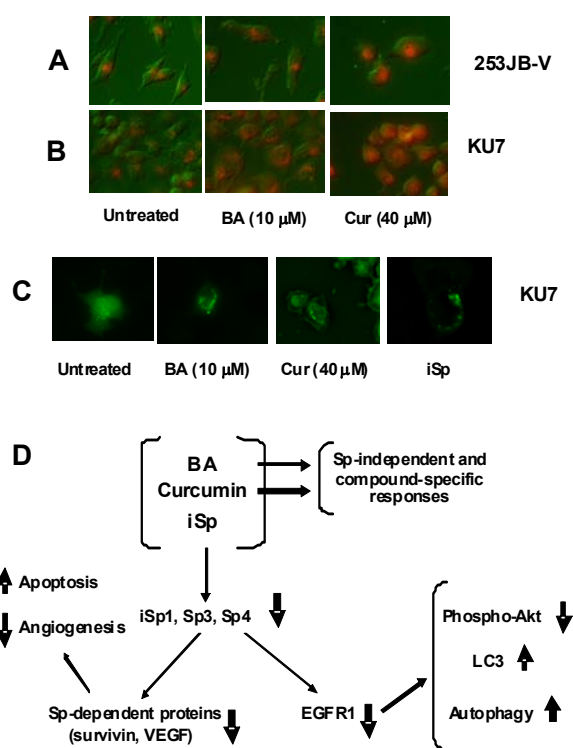 A
253JB-V
B
KU7
Untreated
BA (10 µM)
Cur (40 µM)
C
KU7
Untreated
BA (10 µM)
Cur (40 µM)
iSp
D
BA
Curcumin
iSp
Sp-independent and
compound-specific
responses
Apoptosis
Angiogenesis
iSp1, Sp3, Sp4
Phospho-Akt
LC3
Autophagy
Sp-dependent proteins
(survivin, VEGF)
EGFR1